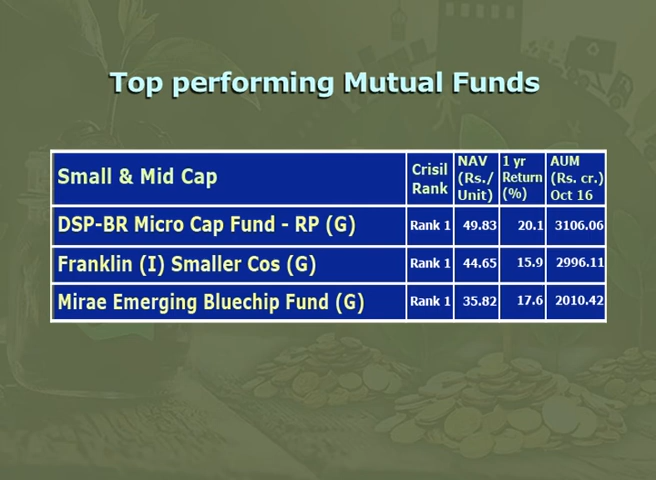 Top performing Mutual Funds
Small & Mid Cap Crisil Rank NAV (Rs./ Unit) 1 yr Return (%) AUM (Rs. cr.) Oct 16
DSP-BR Micro Cap Fund - RP (G) Rank 1 49.83 20.1 3106.06
Franklin (I) Smaller Cos (G) Rank 1 44.65 15.9 2996.11
Mirae Emerging Bluechip Fund (G) Rank 1 35.82 17.6 2010.42